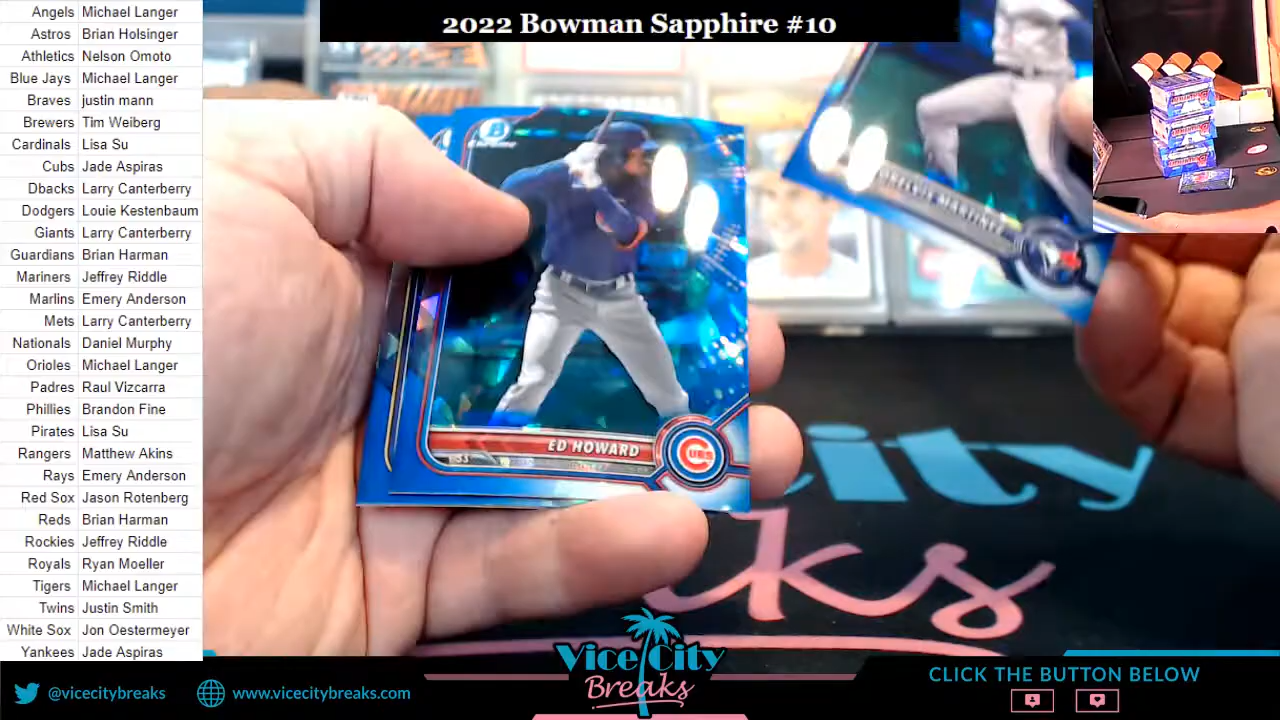 2022 Bowman Sapphire #10
Angels Michael Langer
Astros Brian Holsinger
Athletics Nelson Omoto
Blue Jays Michael Langer
Braves justin mann
Brewers Tim Weiberg
Cardinals Lisa Su
Cubs Jade Aspiras
Dbacks Larry Canterberry
Dodgers Louie Kestenbaum
Giants Larry Canterberry
Guardians Brian Harman
Mariners Jeffrey Riddle
Marlins Emery Anderson
Mets Larry Canterberry
Nationals Daniel Murphy
Orioles Michael Langer
Padres Raul Vizcarra
Phillies Brandon Fine
Pirates Lisa Su
Rangers Matthew Akins
Rays Emery Anderson
Red Sox Jason Rotenberg
Reds Brian Harman
Rockies Jeffrey Riddle
Royals Ryan Moeller
Tigers Michael Langer
Twins Justin Smith
White Sox Jon Oestermeyer
Yankees Jade Aspiras
Chrome
MARTINEZ
ED HOWARD
CUBS
Vice City
Breaks
@vicecitybreaks
www.vicecitybreaks.com
CLICK THE BUTTON BELOW